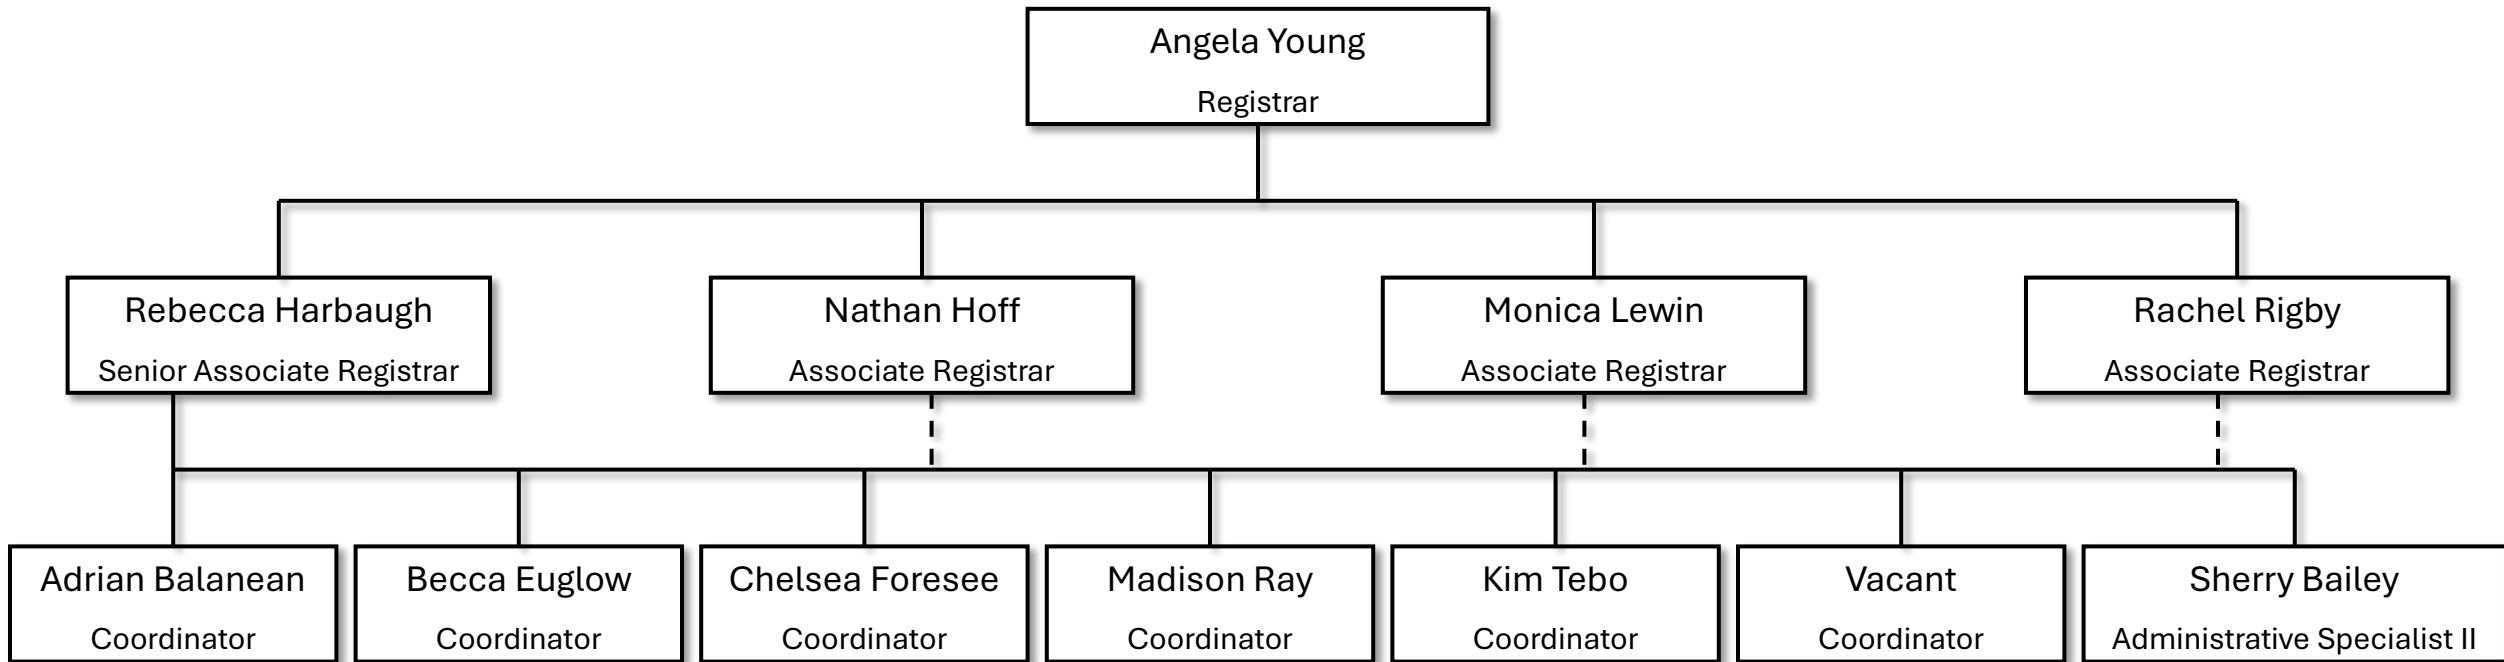 Angela Young
Registrar
Rebecca Harbaugh
Senior Associate Registrar
Nathan Hoff
Associate Registrar
Monica Lewin
Associate Registrar
Rachel Rigby
Associate Registrar
Adrian Balanean
Coordinator
Becca Euglow
Coordinator
Chelsea Foresee
Coordinator
Madison Ray
Coordinator
Kim Tebo
Coordinator
Vacant
Coordinator
Sherry Bailey
Administrative Specialist II